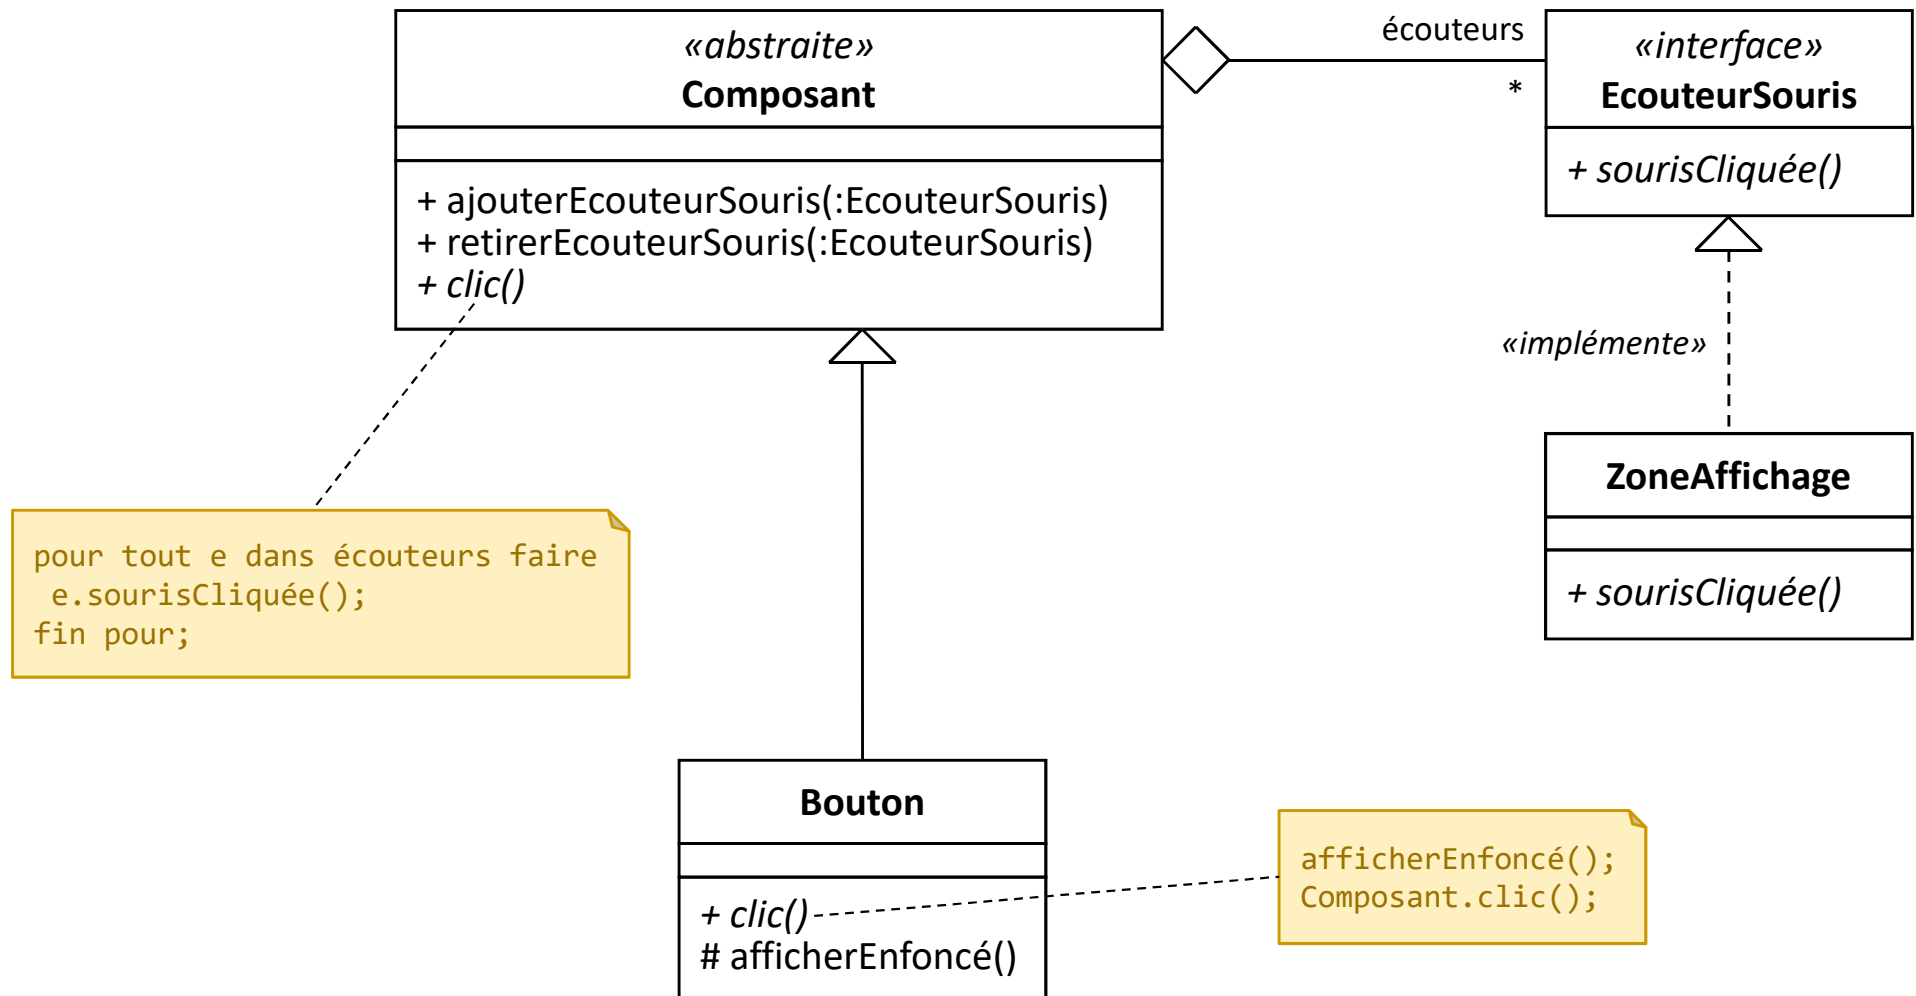 «abstraite»
Composant
+ ajouterEcouteurSouris(:EcouteurSouris)
+ retirerEcouteurSouris(:EcouteurSouris)
+ clic()
écouteurs
*
«interface»
EcouteurSouris
+ sourisCliquée()
«implémente»
ZoneAffichage
+ sourisCliquée()
pour tout e dans écouteurs faire
e.sourisCliquée();
fin pour;
Bouton
+ clic()
# afficherEnfoncé()
afficherEnfoncé();
Composant.clic();